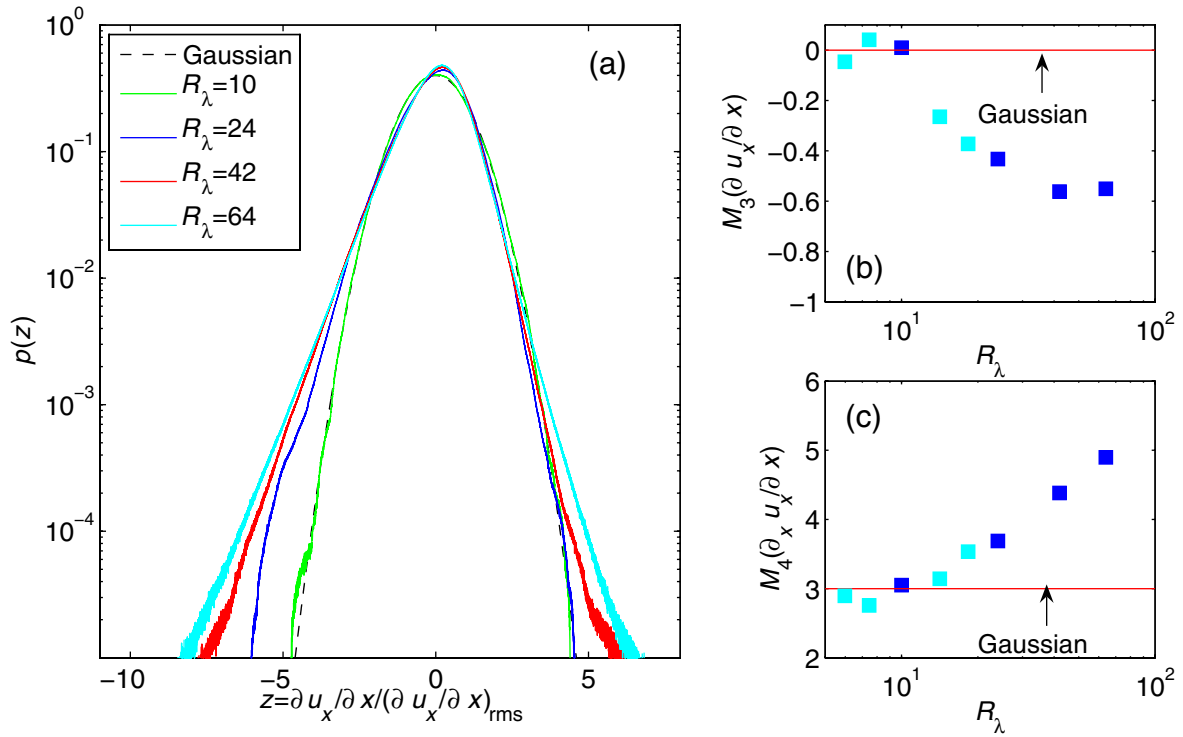 (a)
Gaussian
R_λ=10
R_λ=24
R_λ=42
R_λ=64
10^0
10^−1
10^−2
10^−3
10^−4
p(z)
−10
−5
0
5
z=∂ u_x/∂ x/(∂ u_x/∂ x)_rms
0
−0.2
−0.4
−0.6
−0.8
−1
M_3(∂ u_x/∂ x)
Gaussian
(b)
10^1
10^2
R_λ
6
5
4
3
2
M_4(∂_x u_x/∂ x)
(c)
Gaussian
10^1
10^2
R_λ